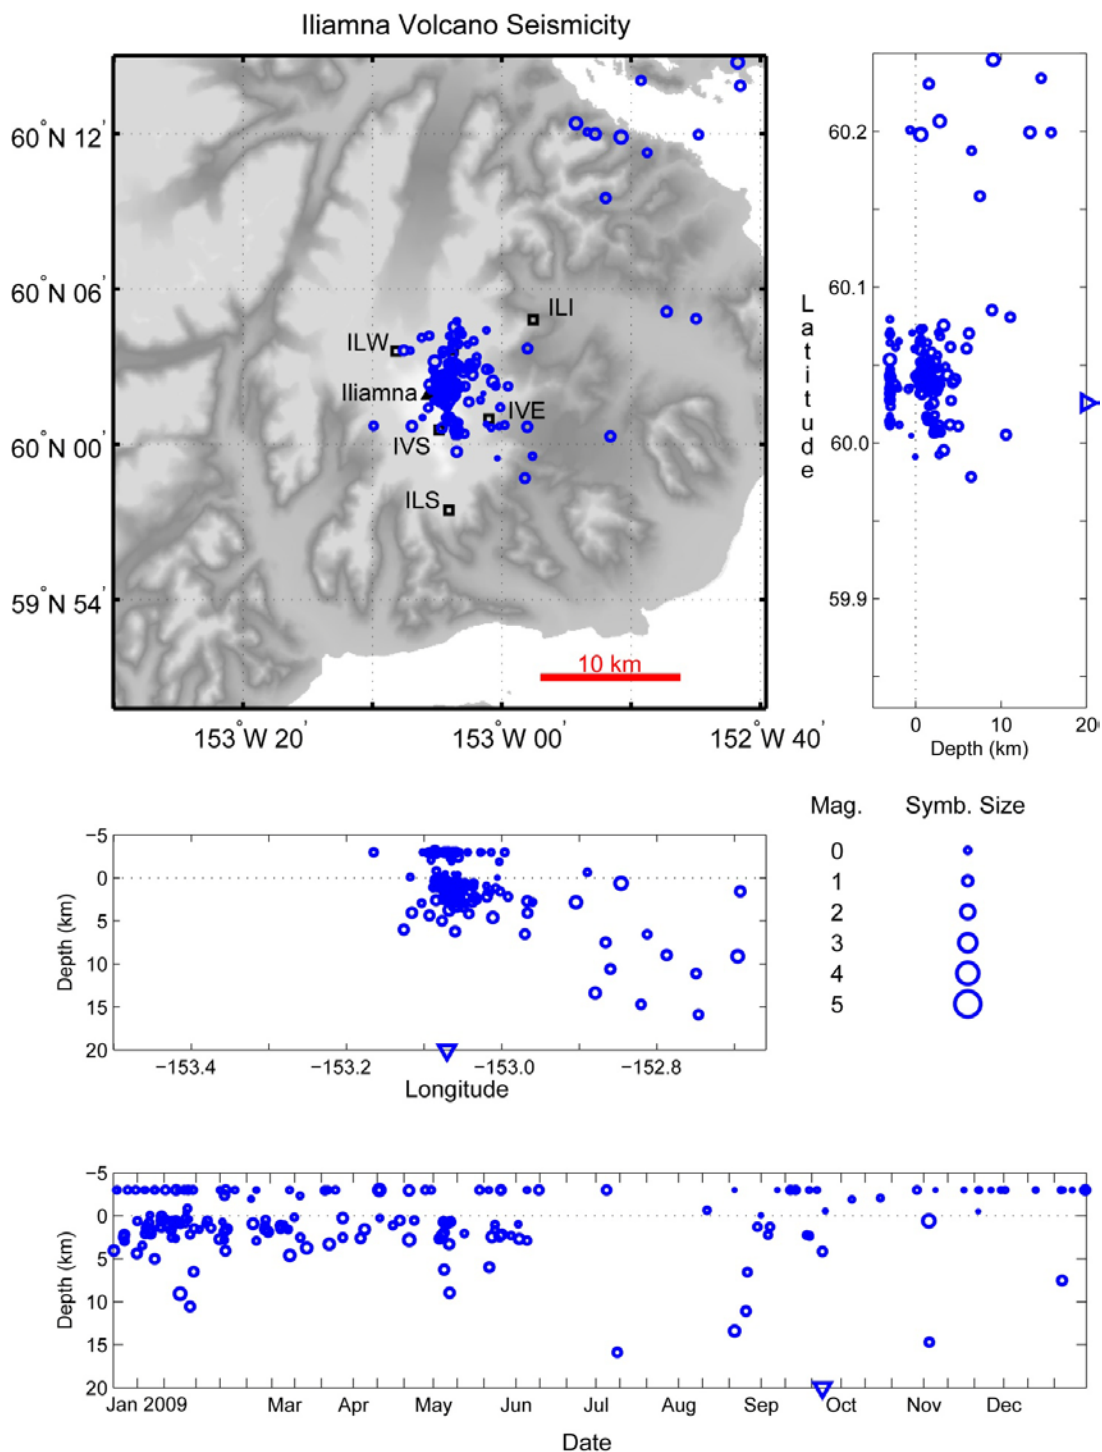 Iliamna Volcano Seismicity
60°N 12'
60°N 06'
60°N 00'
59°N 54'
ILI
ILW
Iliamna
IVE
IVS
ILS
10 km
153°W 20'
153°W 00'
152°W 40'
60.2
60.1
60.0
59.9
Latitude
0
10
20
Depth (km)
Mag.
Symb. Size
0
1
2
3
4
5
−5
0
5
10
15
20
Depth (km)
−153.4
−153.2
−153.0
−152.8
Longitude
−5
0
5
10
15
20
Depth (km)
Jan 2009
Mar
Apr
May
Jun
Jul
Aug
Sep
Oct
Nov
Dec
Date